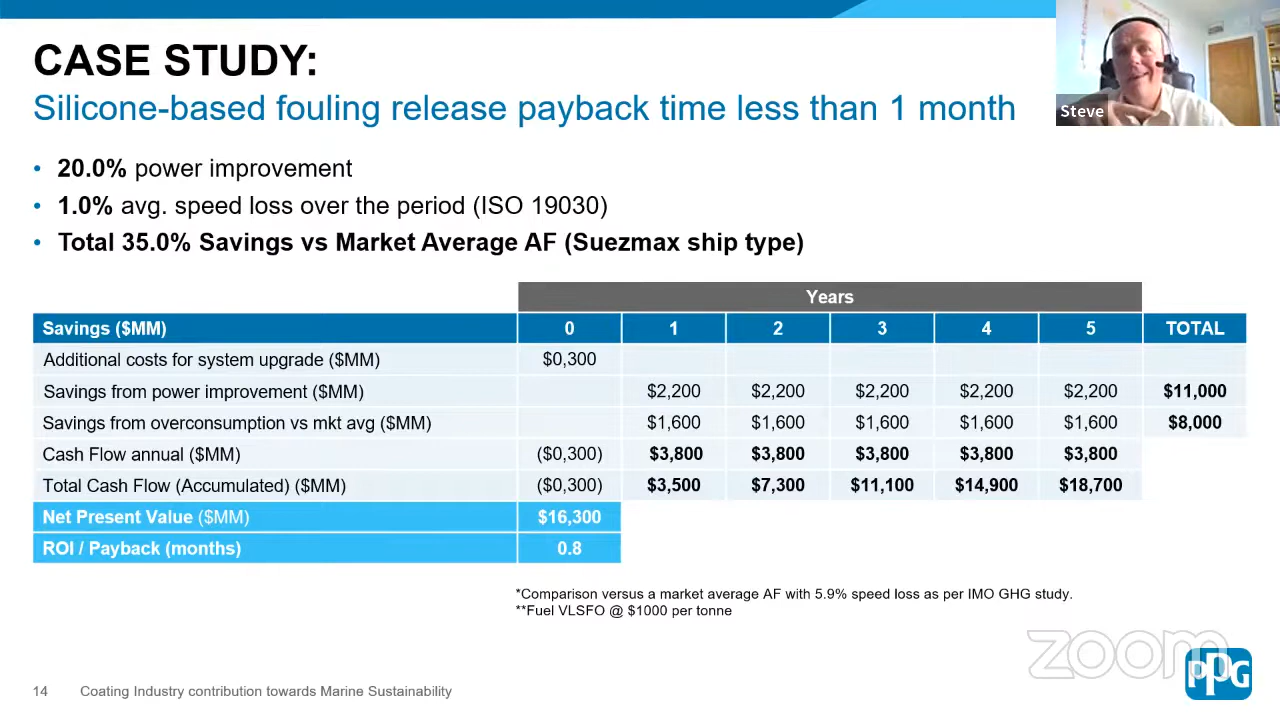 CASE STUDY:
Silicone-based fouling release payback time less than 1 month
Steve
• 20.0% power improvement
• 1.0% avg. speed loss over the period (ISO 19030)
• Total 35.0% Savings vs Market Average AF (Suezmax ship type)
Years
Savings ($MM) 0 1 2 3 4 5 TOTAL
Additional costs for system upgrade ($MM) $0,300
Savings from power improvement ($MM) $2,200 $2,200 $2,200 $2,200 $2,200 $11,000
Savings from overconsumption vs mkt avg ($MM) $1,600 $1,600 $1,600 $1,600 $1,600 $8,000
Cash Flow annual ($MM) ($0,300) $3,800 $3,800 $3,800 $3,800 $3,800
Total Cash Flow (Accumulated) ($MM) ($0,300) $3,500 $7,300 $11,100 $14,900 $18,700
Net Present Value ($MM) $16,300
ROI / Payback (months) 0.8
*Comparison versus a market average AF with 5.9% speed loss as per IMO GHG study.
**Fuel VLSFO @ $1000 per tonne
zoom
PPG
14 Coating Industry contribution towards Marine Sustainability